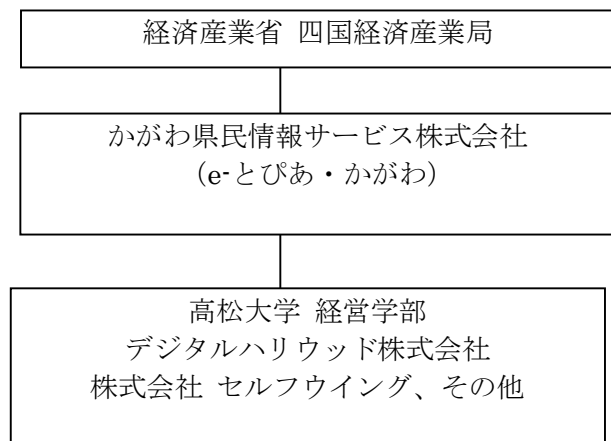 経済産業省 四国経済産業局
かがわ県民情報サービス株式会社
(e-とぴあ・かがわ)
高松大学 経営学部
デジタルハリウッド株式会社
株式会社 セルフウイング、その他